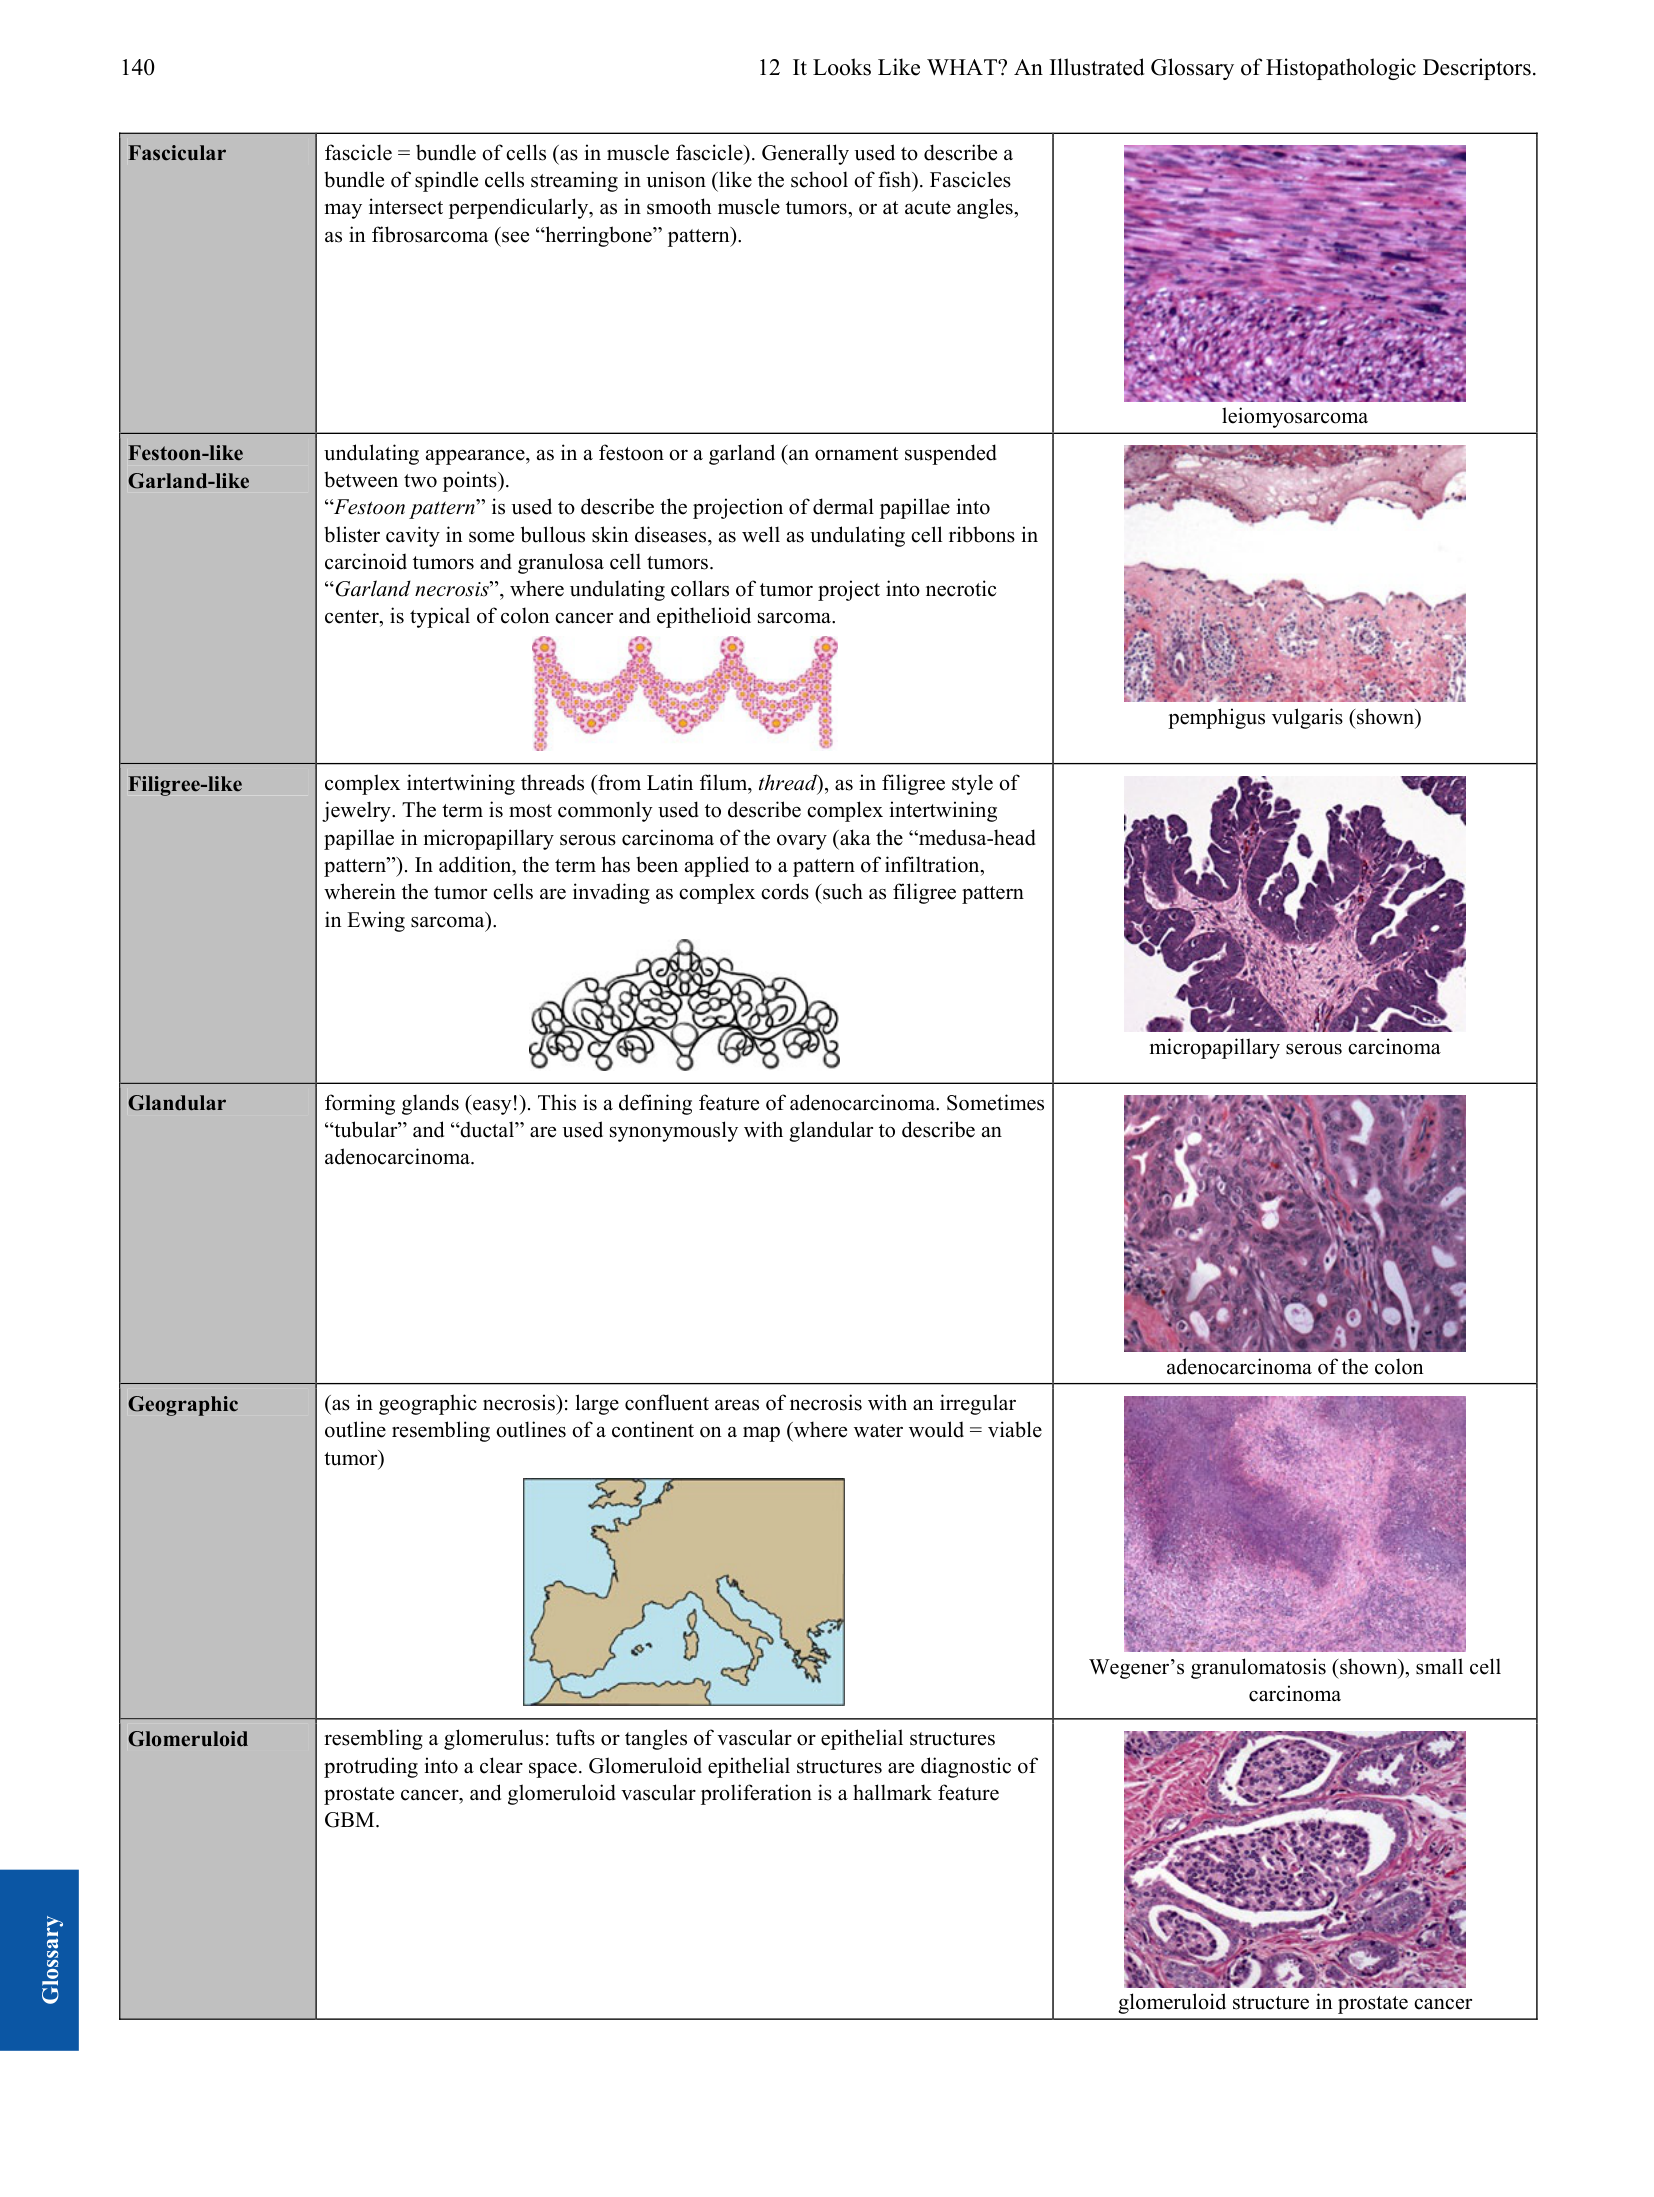 140
12 It Looks Like WHAT? An Illustrated Glossary of Histopathologic Descriptors.
Fascicular
fascicle = bundle of cells (as in muscle fascicle). Generally used to describe a
bundle of spindle cells streaming in unison (like the school of fish). Fascicles
may intersect perpendicularly, as in smooth muscle tumors, or at acute angles,
as in fibrosarcoma (see “herringbone” pattern).
leiomyosarcoma
Festoon-like
Garland-like
undulating appearance, as in a festoon or a garland (an ornament suspended
between two points).
“Festoon pattern” is used to describe the projection of dermal papillae into
blister cavity in some bullous skin diseases, as well as undulating cell ribbons in
carcinoid tumors and granulosa cell tumors.
“Garland necrosis”, where undulating collars of tumor project into necrotic
center, is typical of colon cancer and epithelioid sarcoma.
pemphigus vulgaris (shown)
Filigree-like
complex intertwining threads (from Latin filum, thread), as in filigree style of
jewelry. The term is most commonly used to describe complex intertwining
papillae in micropapillary serous carcinoma of the ovary (aka the “medusa-head
pattern”). In addition, the term has been applied to a pattern of infiltration,
wherein the tumor cells are invading as complex cords (such as filigree pattern
in Ewing sarcoma).
micropapillary serous carcinoma
Glandular
forming glands (easy!). This is a defining feature of adenocarcinoma. Sometimes
“tubular” and “ductal” are used synonymously with glandular to describe an
adenocarcinoma.
adenocarcinoma of the colon
Geographic
(as in geographic necrosis): large confluent areas of necrosis with an irregular
outline resembling outlines of a continent on a map (where water would = viable
tumor)
Wegener’s granulomatosis (shown), small cell
carcinoma
Glomeruloid
resembling a glomerulus: tufts or tangles of vascular or epithelial structures
protruding into a clear space. Glomeruloid epithelial structures are diagnostic of
prostate cancer, and glomeruloid vascular proliferation is a hallmark feature
GBM.
glomeruloid structure in prostate cancer
Glossary